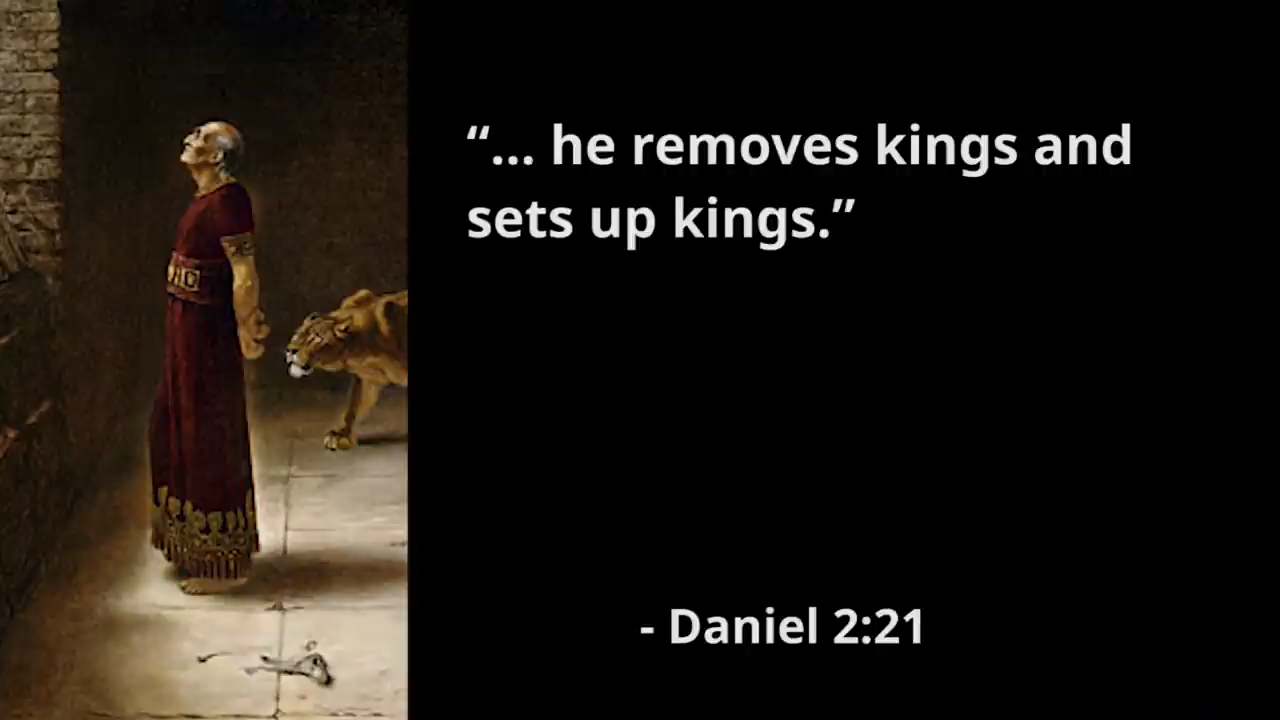 “... he removes kings and
sets up kings.”
- Daniel 2:21